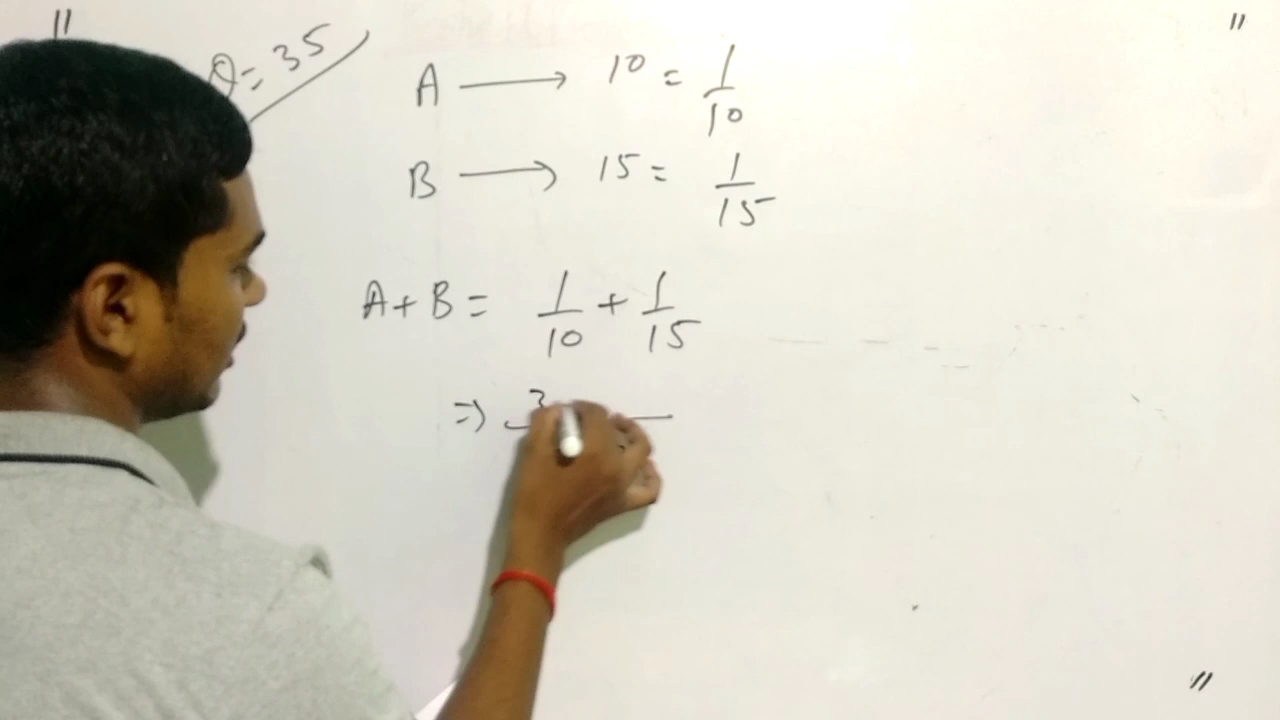 Q= 35
A ⟶ 10 = 1/10
B ⟶ 15 = 1/15
A + B = 1/10 + 1/15
⇒ 3